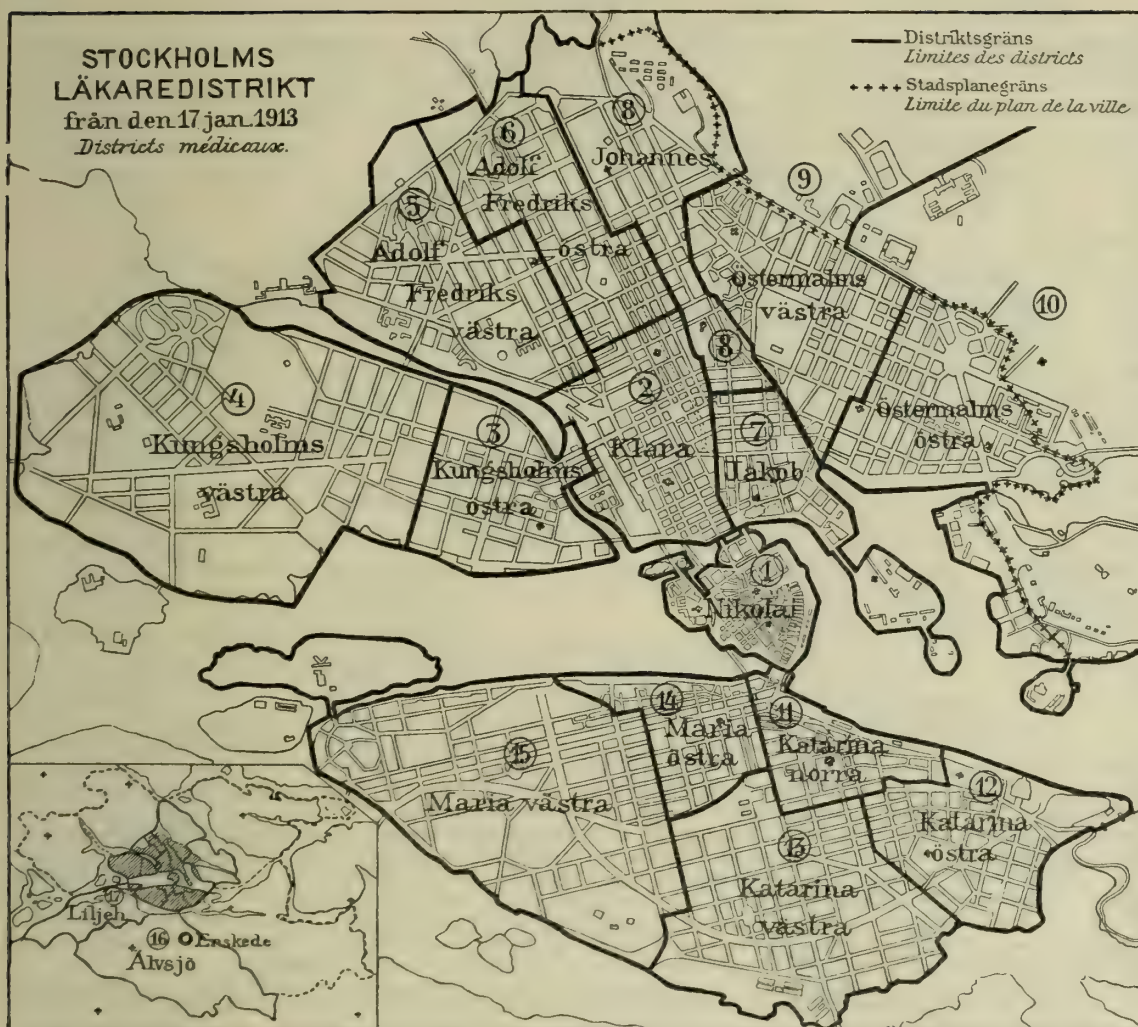 STOCKHOLMS
LÄKAREDISTRIKT
från den 17 jan. 1913
Districts médicaux.
Distriktsgräns
Limites des districts
Stadsplanegräns
Limite du plan de la ville
6
Adolf
Fredriks
östra
8
Johannes
9
Östermalms
västra
5
Adolf
Fredriks
västra
10
Östermalms
östra
8
4
Kungsholms
västra
3
Kungsholms
östra
2
Klara
7
Jakob
1
Nikolai
14
Maria
östra
11
Katarina
norra
15
Maria västra
12
Katarina
östra
13
Katarina
västra
17
Liljeh
16
Enskede
Älvsjö